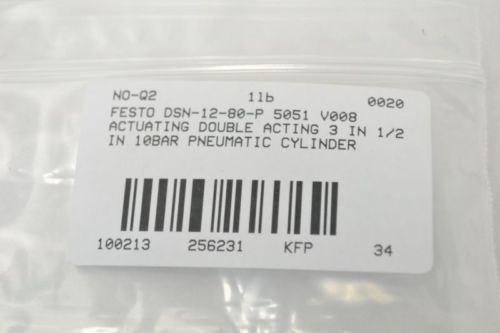 NO-Q2 1lb 0020
FESTO DSN-12-80-P 5051 V008
ACTUATING DOUBLE ACTING 3 IN 1/2
IN 10BAR PNEUMATIC CYLINDER
100213 256231 KFP 34